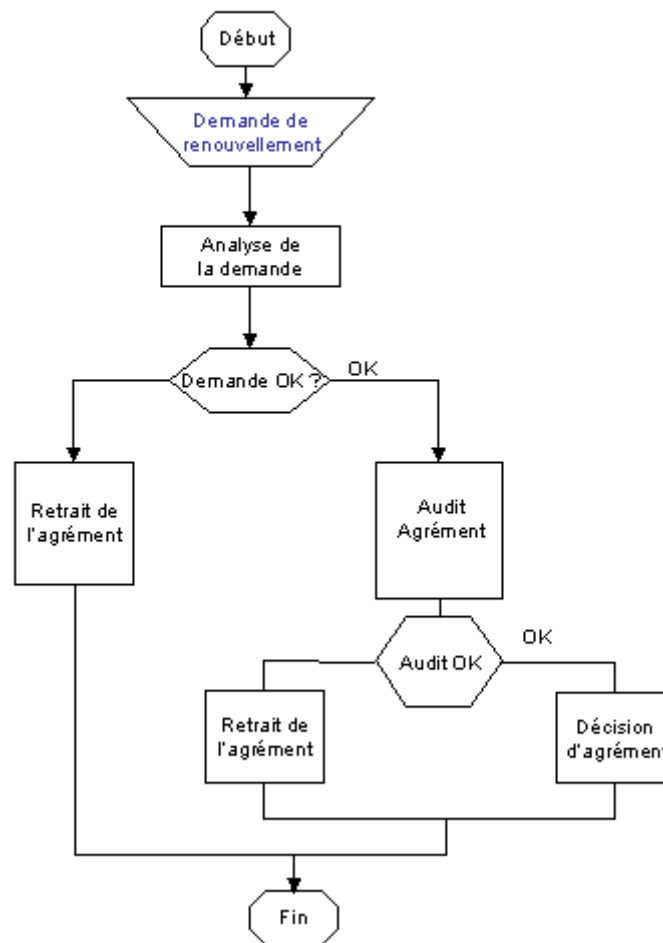 Début
Demande de
renouvellement
Analyse de
la demande
Demande OK ?
OK
Retrait de
l'agrément
Audit
Agrément
Audit OK
OK
Retrait de
l'agrément
Décision
d'agrément
Fin